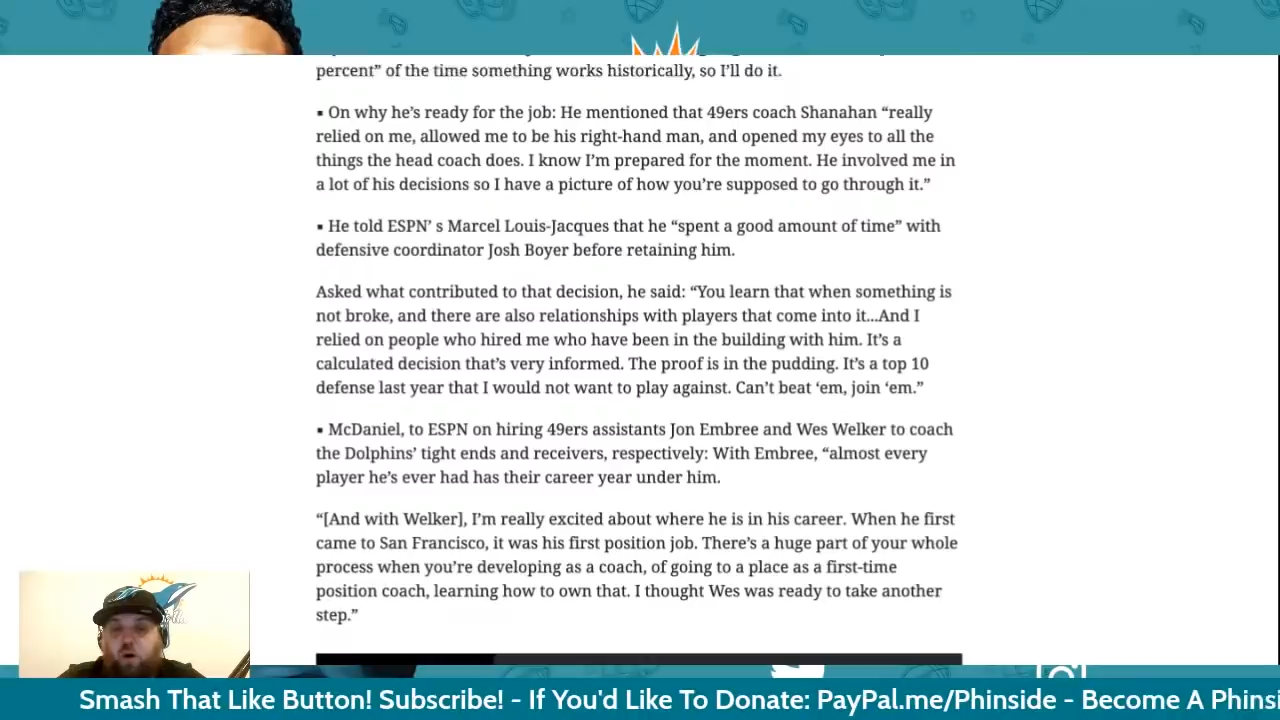 percent” of the time something works historically, so I’ll do it.
▪ On why he’s ready for the job: He mentioned that 49ers coach Shanahan “really
relied on me, allowed me to be his right-hand man, and opened my eyes to all the
things the head coach does. I know I’m prepared for the moment. He involved me in
a lot of his decisions so I have a picture of how you’re supposed to go through it.”
▪ He told ESPN’ s Marcel Louis-Jacques that he “spent a good amount of time” with
defensive coordinator Josh Boyer before retaining him.
Asked what contributed to that decision, he said: “You learn that when something is
not broke, and there are also relationships with players that come into it...And I
relied on people who hired me who have been in the building with him. It’s a
calculated decision that’s very informed. The proof is in the pudding. It’s a top 10
defense last year that I would not want to play against. Can’t beat ‘em, join ‘em.”
▪ McDaniel, to ESPN on hiring 49ers assistants Jon Embree and Wes Welker to coach
the Dolphins’ tight ends and receivers, respectively: With Embree, “almost every
player he’s ever had has their career year under him.
“[And with Welker], I’m really excited about where he is in his career. When he first
came to San Francisco, it was his first position job. There’s a huge part of your whole
process when you’re developing as a coach, of going to a place as a first-time
position coach, learning how to own that. I thought Wes was ready to take another
step.”
Smash That Like Button! Subscribe! - If You'd Like To Donate: PayPal.me/Phinside - Become A Phinsi